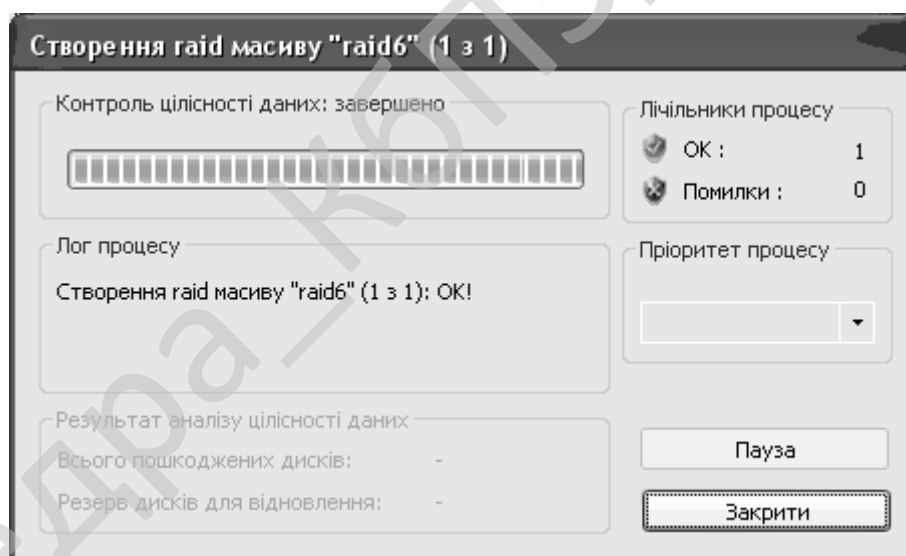 Створення raid масиву "raid6" (1 з 1)
Контроль цілісності даних: завершено
Лог процесу
Створення raid масиву "raid6" (1 з 1): OK!
Результат аналізу цілісності даних
Всього пошкоджених дисків: -
Резерв дисків для відновлення: -
Лічільники процесу
OK : 1
Помилки : 0
Пріоритет процесу
Пауза
Закрити